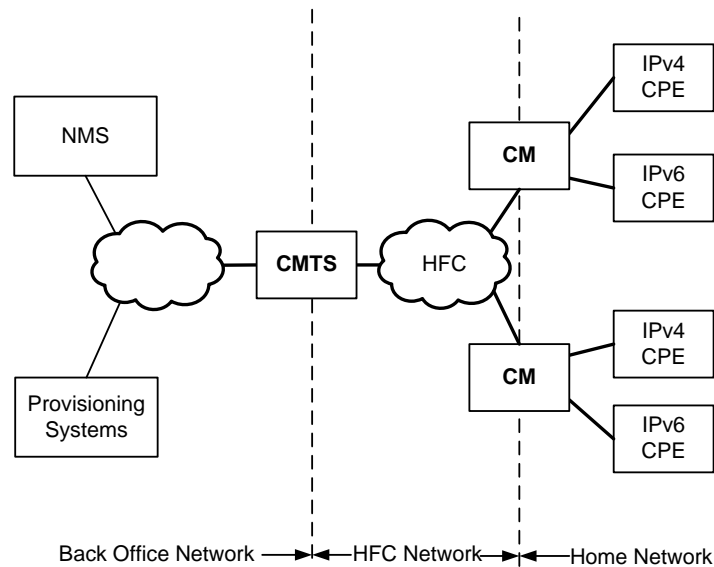 IPv4
CPE
NMS
CM
IPv6
CPE
CMTS
HFC
IPv4
CPE
CM
Provisioning
Systems
IPv6
CPE
Back Office Network
HFC Network
Home Network